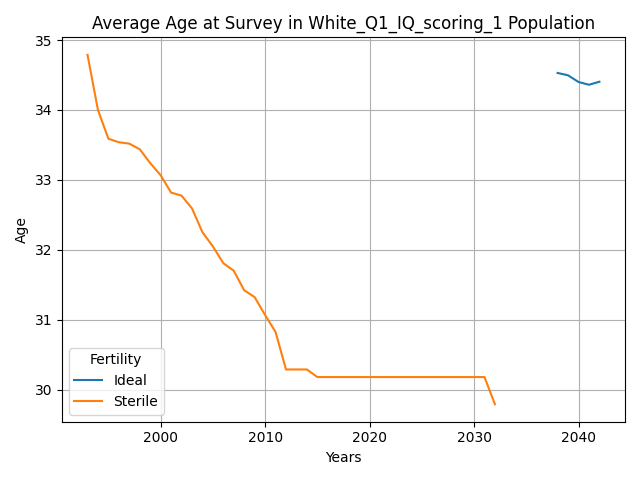 Average Age at Survey in White_Q1_IQ_scoring_1 Population
35
34
33
32
31
30
Age
Fertility
Ideal
Sterile
2000
2010
2020
2030
2040
Years